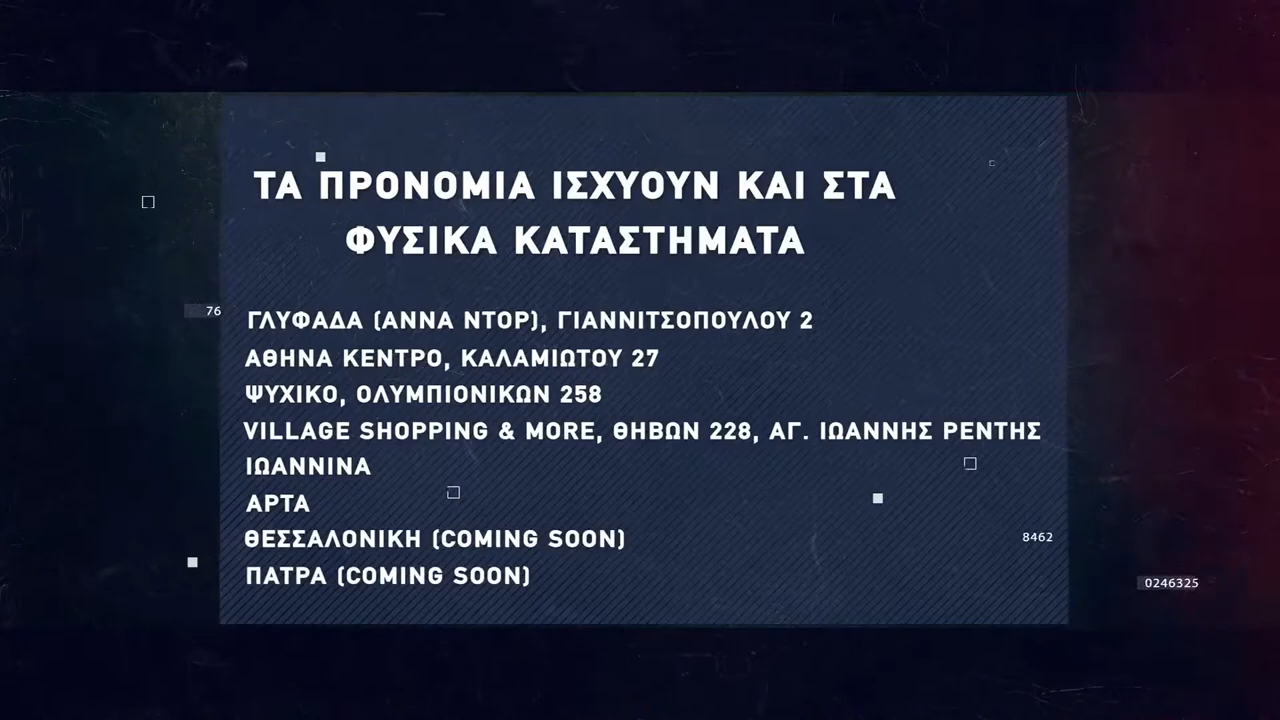 ΤΑ ΠΡΟΝΟΜΙΑ ΙΣΧΥΟΥΝ ΚΑΙ ΣΤΑ
ΦΥΣΙΚΑ ΚΑΤΑΣΤΗΜΑΤΑ
76
ΓΛΥΦΑΔΑ (ΑΝΝΑ ΝΤΟΡ), ΓΙΑΝΝΙΤΣΟΠΟΥΛΟΥ 2
ΑΘΗΝΑ ΚΕΝΤΡΟ, ΚΑΛΑΜΙΩΤΟΥ 27
ΨΥΧΙΚΟ, ΟΛΥΜΠΙΟΝΙΚΩΝ 258
VILLAGE SHOPPING & MORE, ΘΗΒΩΝ 228, ΑΓ. ΙΩΑΝΝΗΣ ΡΕΝΤΗΣ
ΙΩΑΝΝΙΝΑ
ΑΡΤΑ
ΘΕΣΣΑΛΟΝΙΚΗ (COMING SOON)
8462
ΠΑΤΡΑ (COMING SOON)
0246325